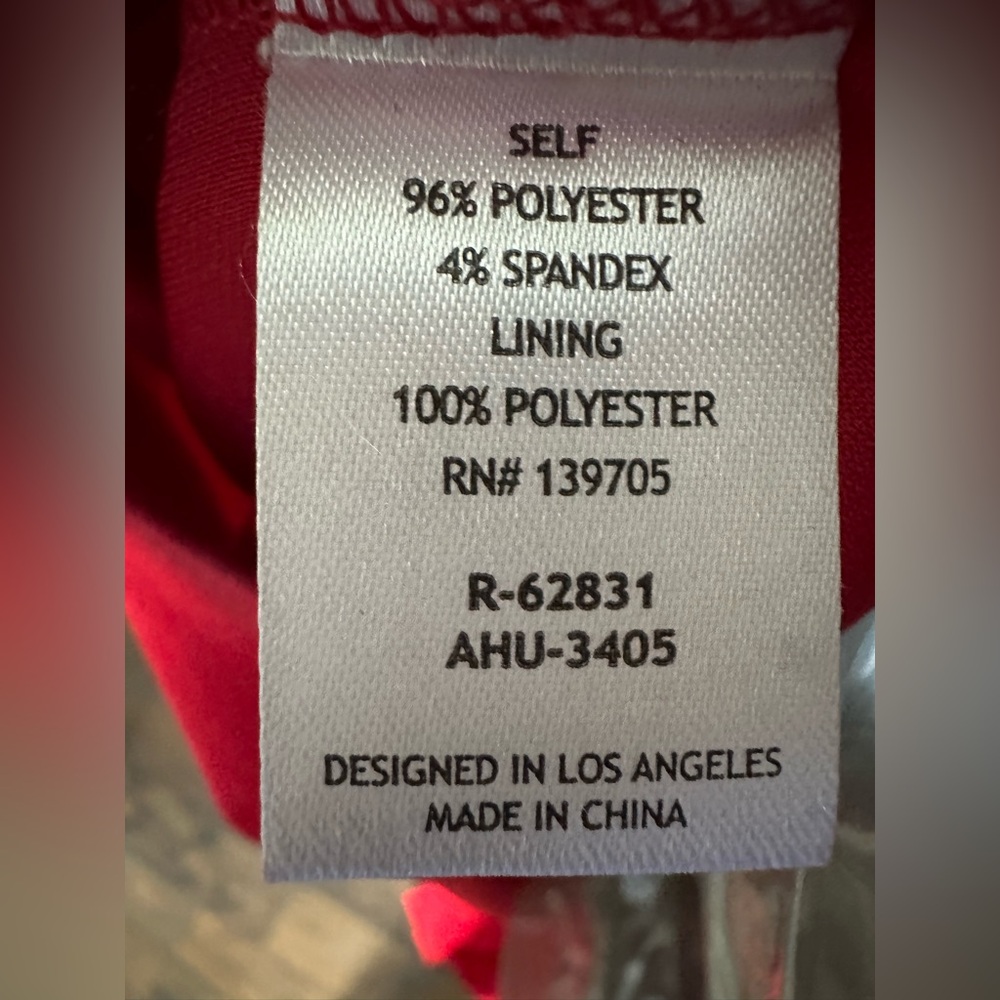 SELF
96% POLYESTER
4% SPANDEX
LINING
100% POLYESTER
RN# 139705
R-62831
AHU-3405
DESIGNED IN LOS ANGELES
MADE IN CHINA